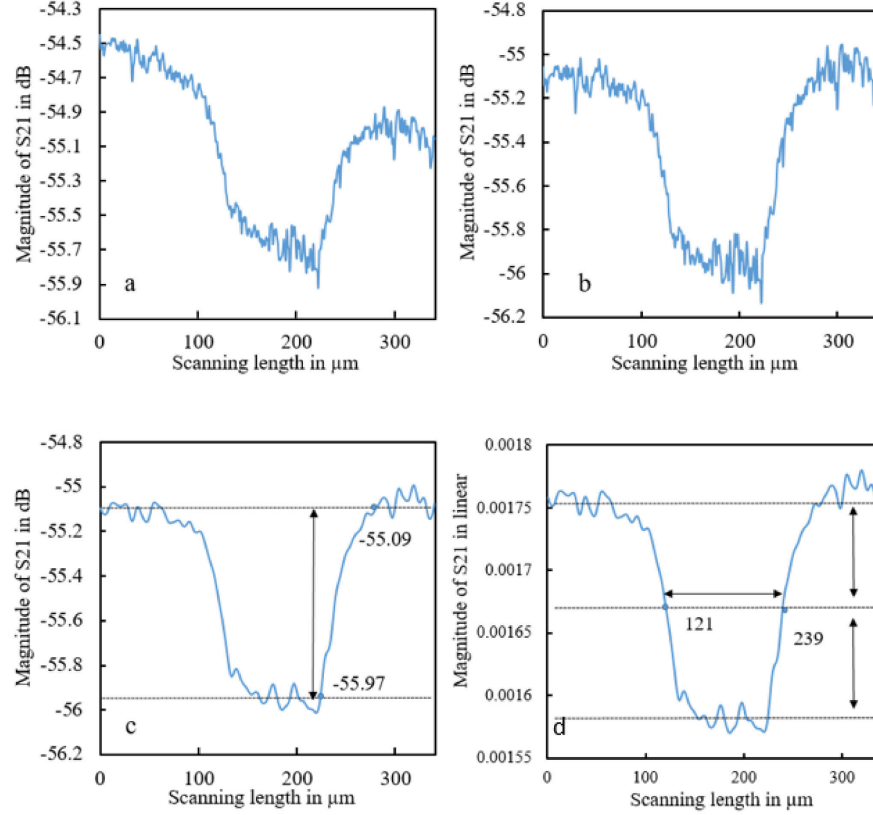 Magnitude of S21 in dB
-54.3
-54.5
-54.7
-54.9
-55.1
-55.3
-55.5
-55.7
-55.9
-56.1
a
0 100 200 300
Scanning length in µm
Magnitude of S21 in dB
-54.8
-55
-55.2
-55.4
-55.6
-55.8
-56
-56.2
b
0 100 200 300
Scanning length in µm
Magnitude of S21 in dB
-54.8
-55
-55.2
-55.4
-55.6
-55.8
-56
-56.2
-55.09
-55.97
c
0 100 200 300
Scanning length in µm
Magnitude of S21 in linear
0.0018
0.00175
0.0017
0.00165
0.0016
0.00155
121
239
d
0 100 200 300
Scanning length in µm